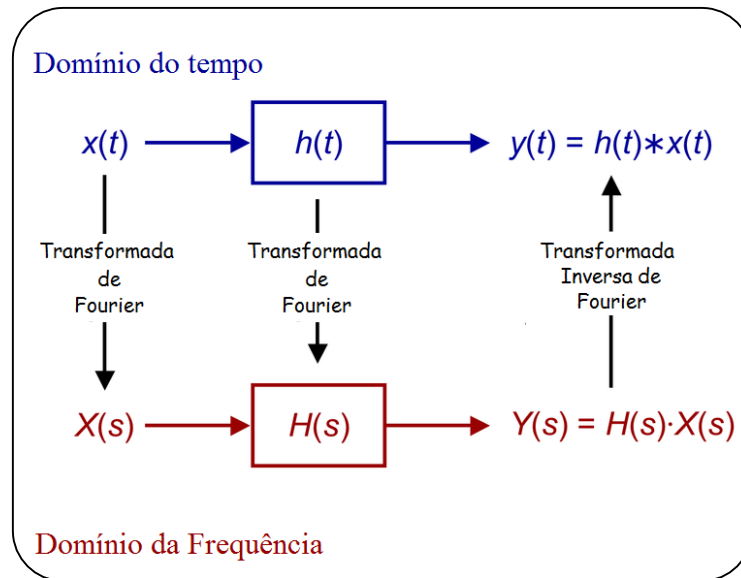 Domínio do tempo
x(t) h(t) y(t) = h(t)∗x(t)
Transformada de Fourier
Transformada de Fourier
Transformada Inversa de Fourier
X(s) H(s) Y(s) = H(s)·X(s)
Domínio da Frequência